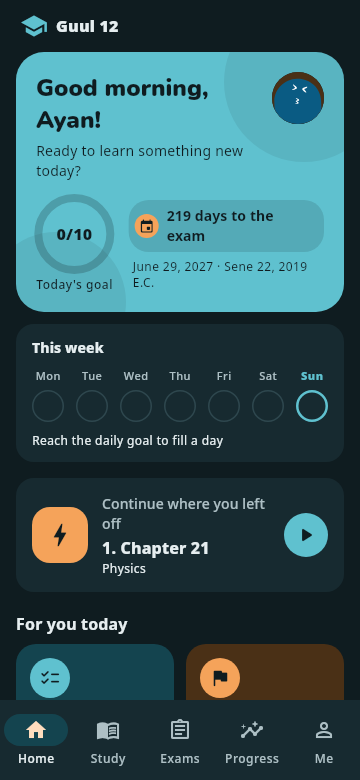 Guul 12
Good morning,
Ayan!
Ready to learn something new
today?
0/10
Today's goal
219 days to the
exam
June 29, 2027 · Sene 22, 2019
E.C.
This week
Mon Tue Wed Thu Fri Sat Sun
Reach the daily goal to fill a day
Continue where you left
off
1. Chapter 21
Physics
For you today
Home Study Exams Progress Me